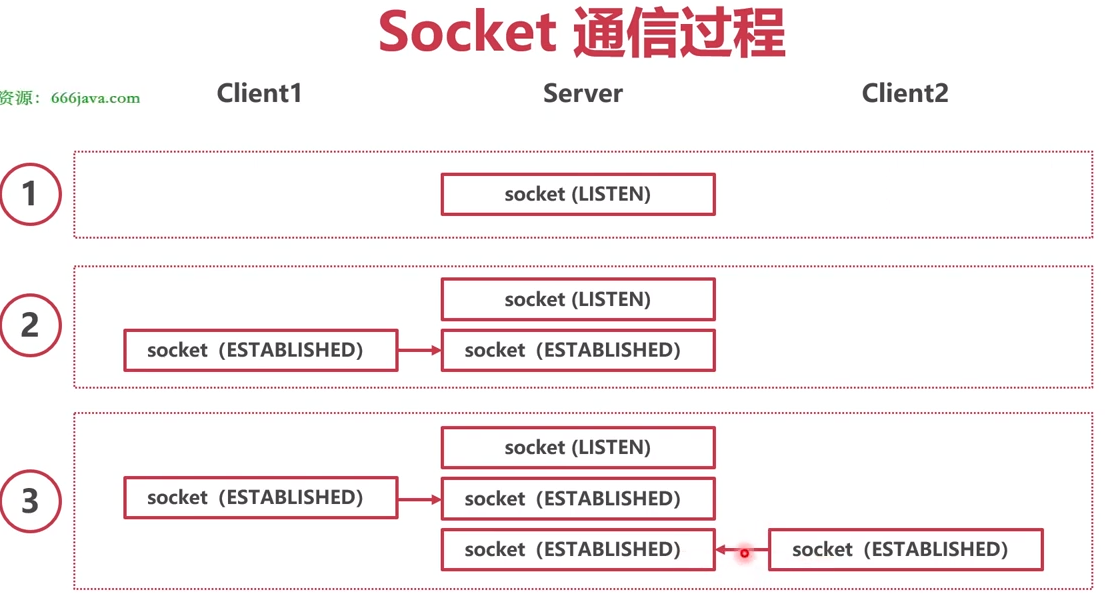 Socket 通信过程
资源：666java.com
Client1 Server Client2
1
socket (LISTEN)
2
socket (LISTEN)
socket（ESTABLISHED） socket（ESTABLISHED）
3
socket (LISTEN)
socket（ESTABLISHED） socket（ESTABLISHED）
socket（ESTABLISHED） socket（ESTABLISHED）